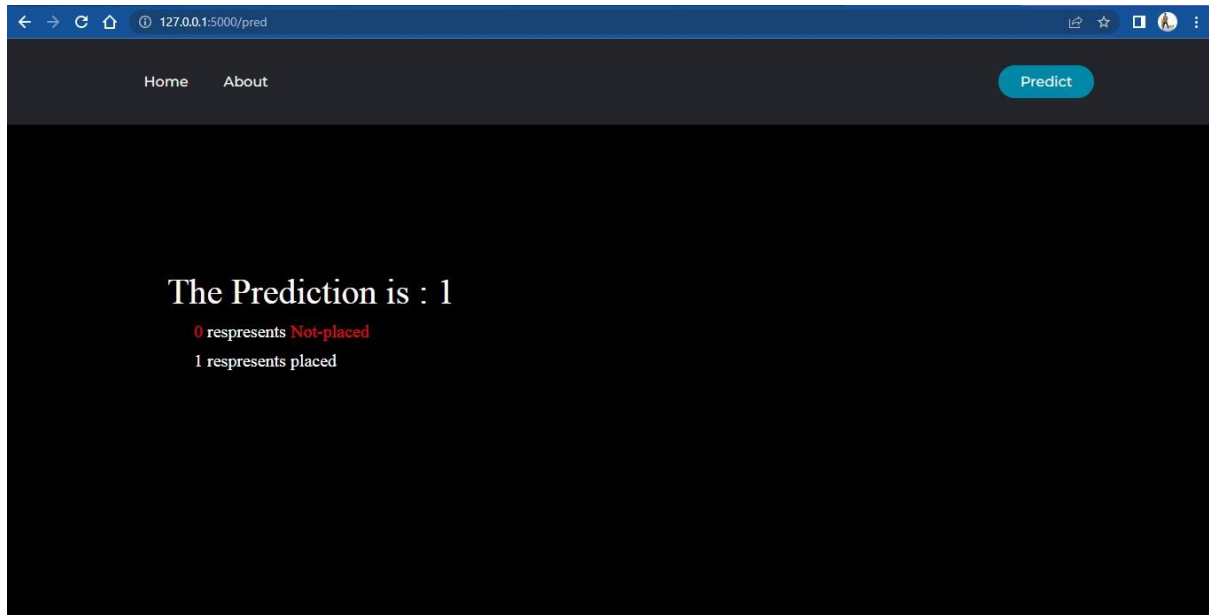 127.0.0.1:5000/pred
Home About Predict
The Prediction is : 1
0 respresents Not-placed
1 respresents placed